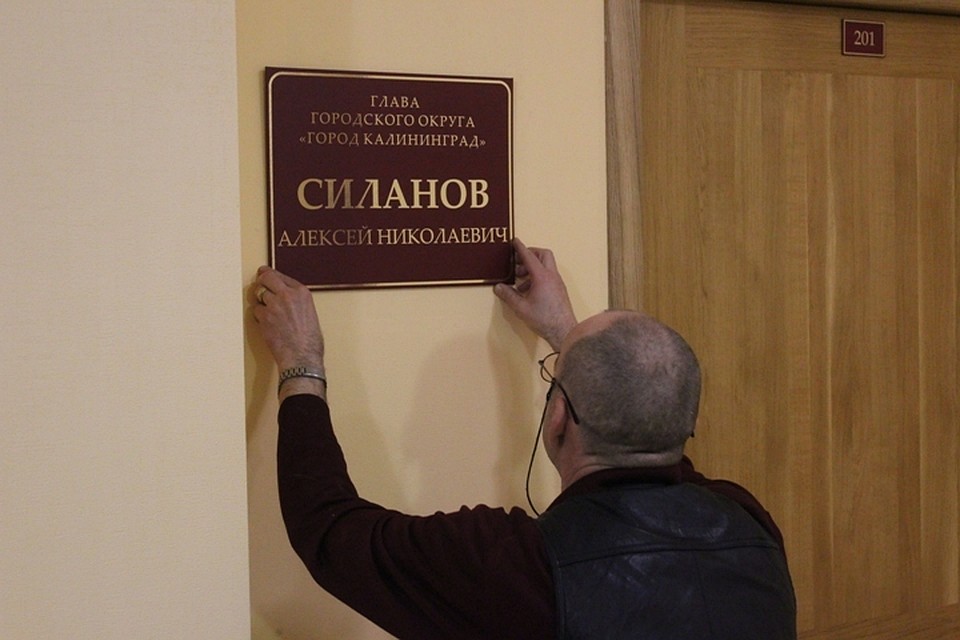 ГЛАВА
ГОРОДСКОГО ОКРУГА
«ГОРОД КАЛИНИНГРАД»
СИЛАНОВ
АЛЕКСЕЙ НИКОЛАЕВИЧ
201